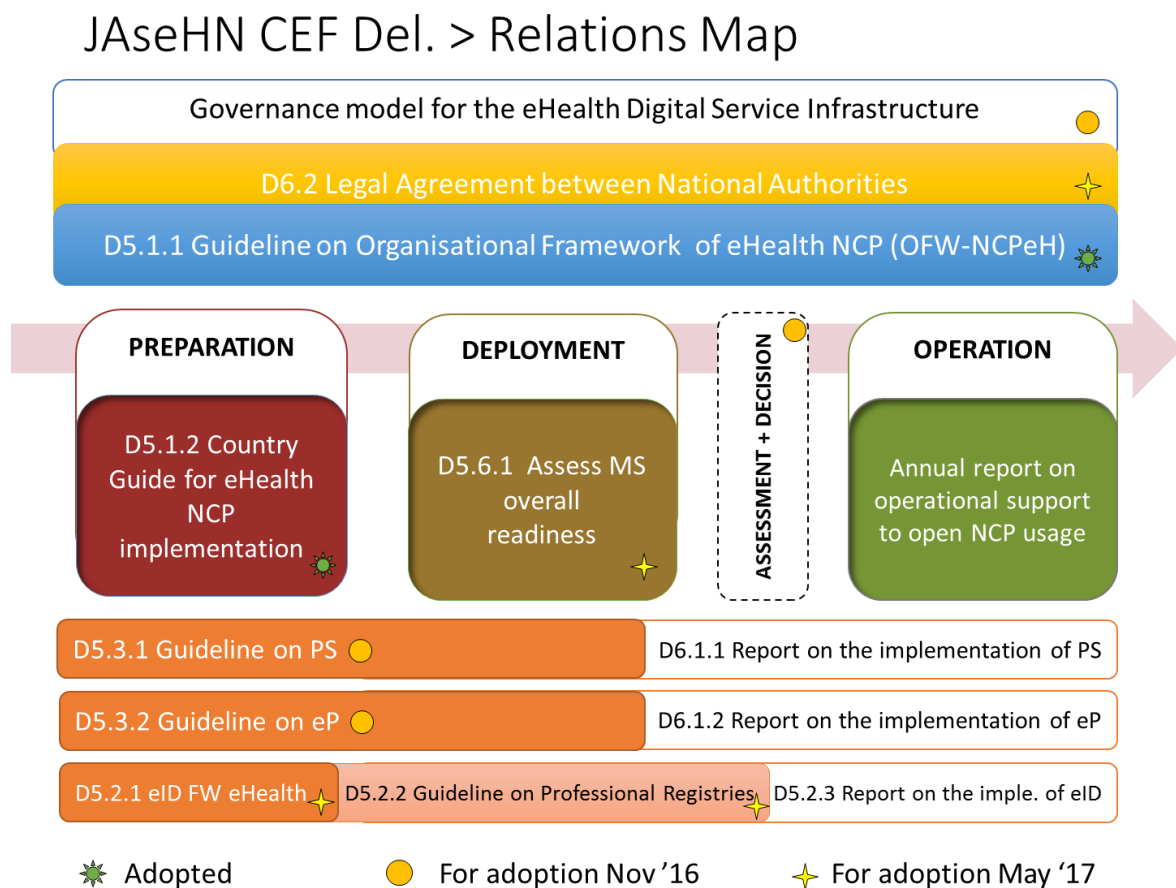 JAseHN CEF Del. > Relations Map
Governance model for the eHealth Digital Service Infrastructure
D6.2 Legal Agreement between National Authorities
D5.1.1 Guideline on Organisational Framework of eHealth NCP (OFW-NCPeH)
PREPARATION
D5.1.2 Country
Guide for eHealth
NCP
implementation
DEPLOYMENT
D5.6.1 Assess MS
overall
readiness
ASSESSMENT + DECISION
OPERATION
Annual report on
operational support
to open NCP usage
D5.3.1 Guideline on PS
D6.1.1 Report on the implementation of PS
D5.3.2 Guideline on eP
D6.1.2 Report on the implementation of eP
D5.2.1 eID FW eHealth
D5.2.2 Guideline on Professional Registries
D5.2.3 Report on the imple. of eID
Adopted
For adoption Nov '16
For adoption May ‘17